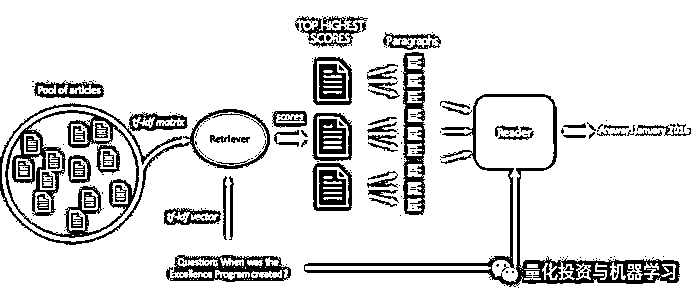 TOP HIGHEST
SCORES
Paragraphs
Pool of articles
tf-idf matrix
Retriever
scores
Reader
Answer: January 2016
tf-idf vector
Question: When was the
Excellence Program created ?
量化投资与机器学习